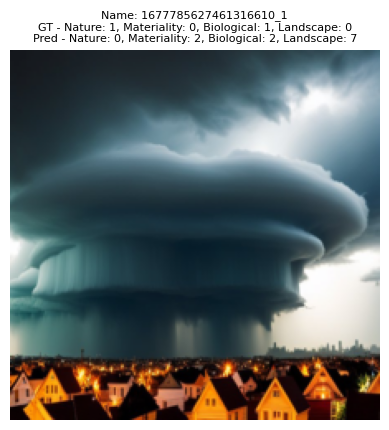 Name: 1677785627461316610_1
GT - Nature: 1, Materiality: 0, Biological: 1, Landscape: 0
Pred - Nature: 0, Materiality: 2, Biological: 2, Landscape: 7